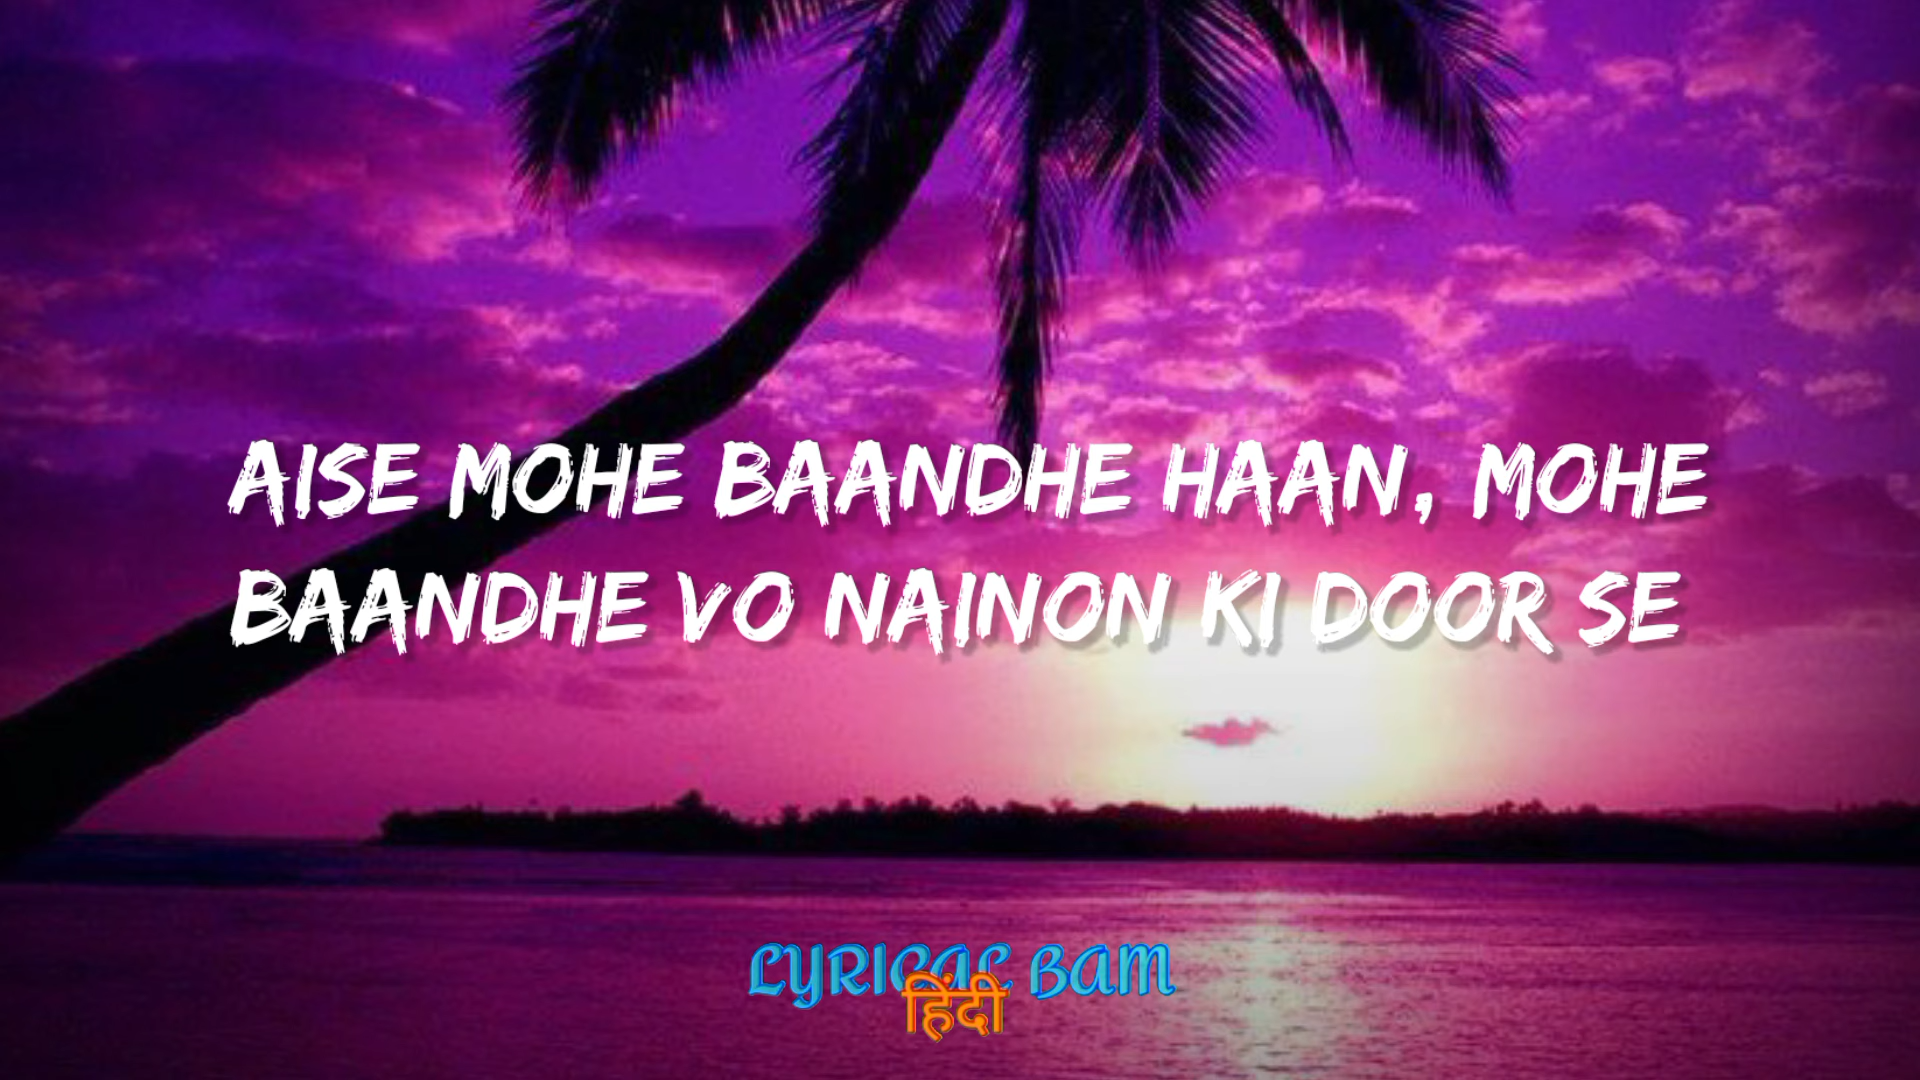 AISE MOHE BAANDHE HAAN, MOHE
BAANDHE VO NAINON KI DOOR SE
LYRICAL BAM
हिंदी